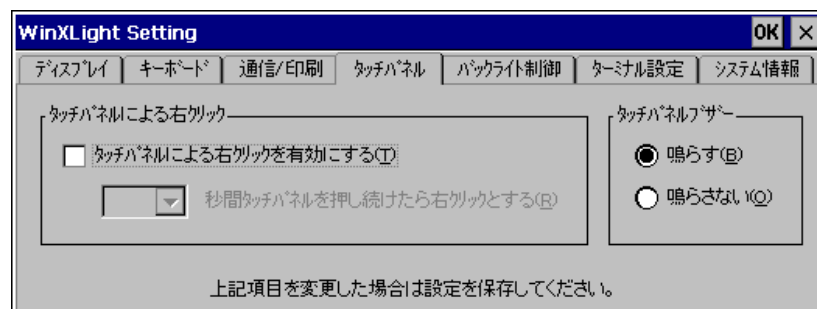 WinXLight Setting OK ×
ﾃﾞｨｽﾌﾟﾚｲ ｷｰﾎﾞｰﾄﾞ 通信/印刷 ﾀｯﾁﾊﾟﾈﾙ ﾊﾞｯｸﾗｲﾄ制御 ﾀｰﾐﾅﾙ設定 ｼｽﾃﾑ情報
ﾀｯﾁﾊﾟﾈﾙによる右ｸﾘｯｸ
ﾀｯﾁﾊﾟﾈﾙによる右ｸﾘｯｸを有効にする(T)
秒間ﾀｯﾁﾊﾟﾈﾙを押し続けたら右ｸﾘｯｸとする(R)
ﾀｯﾁﾊﾟﾈﾙﾌﾞｻﾞｰ
鳴らす(B)
鳴らさない(O)
上記項目を変更した場合は設定を保存してください。